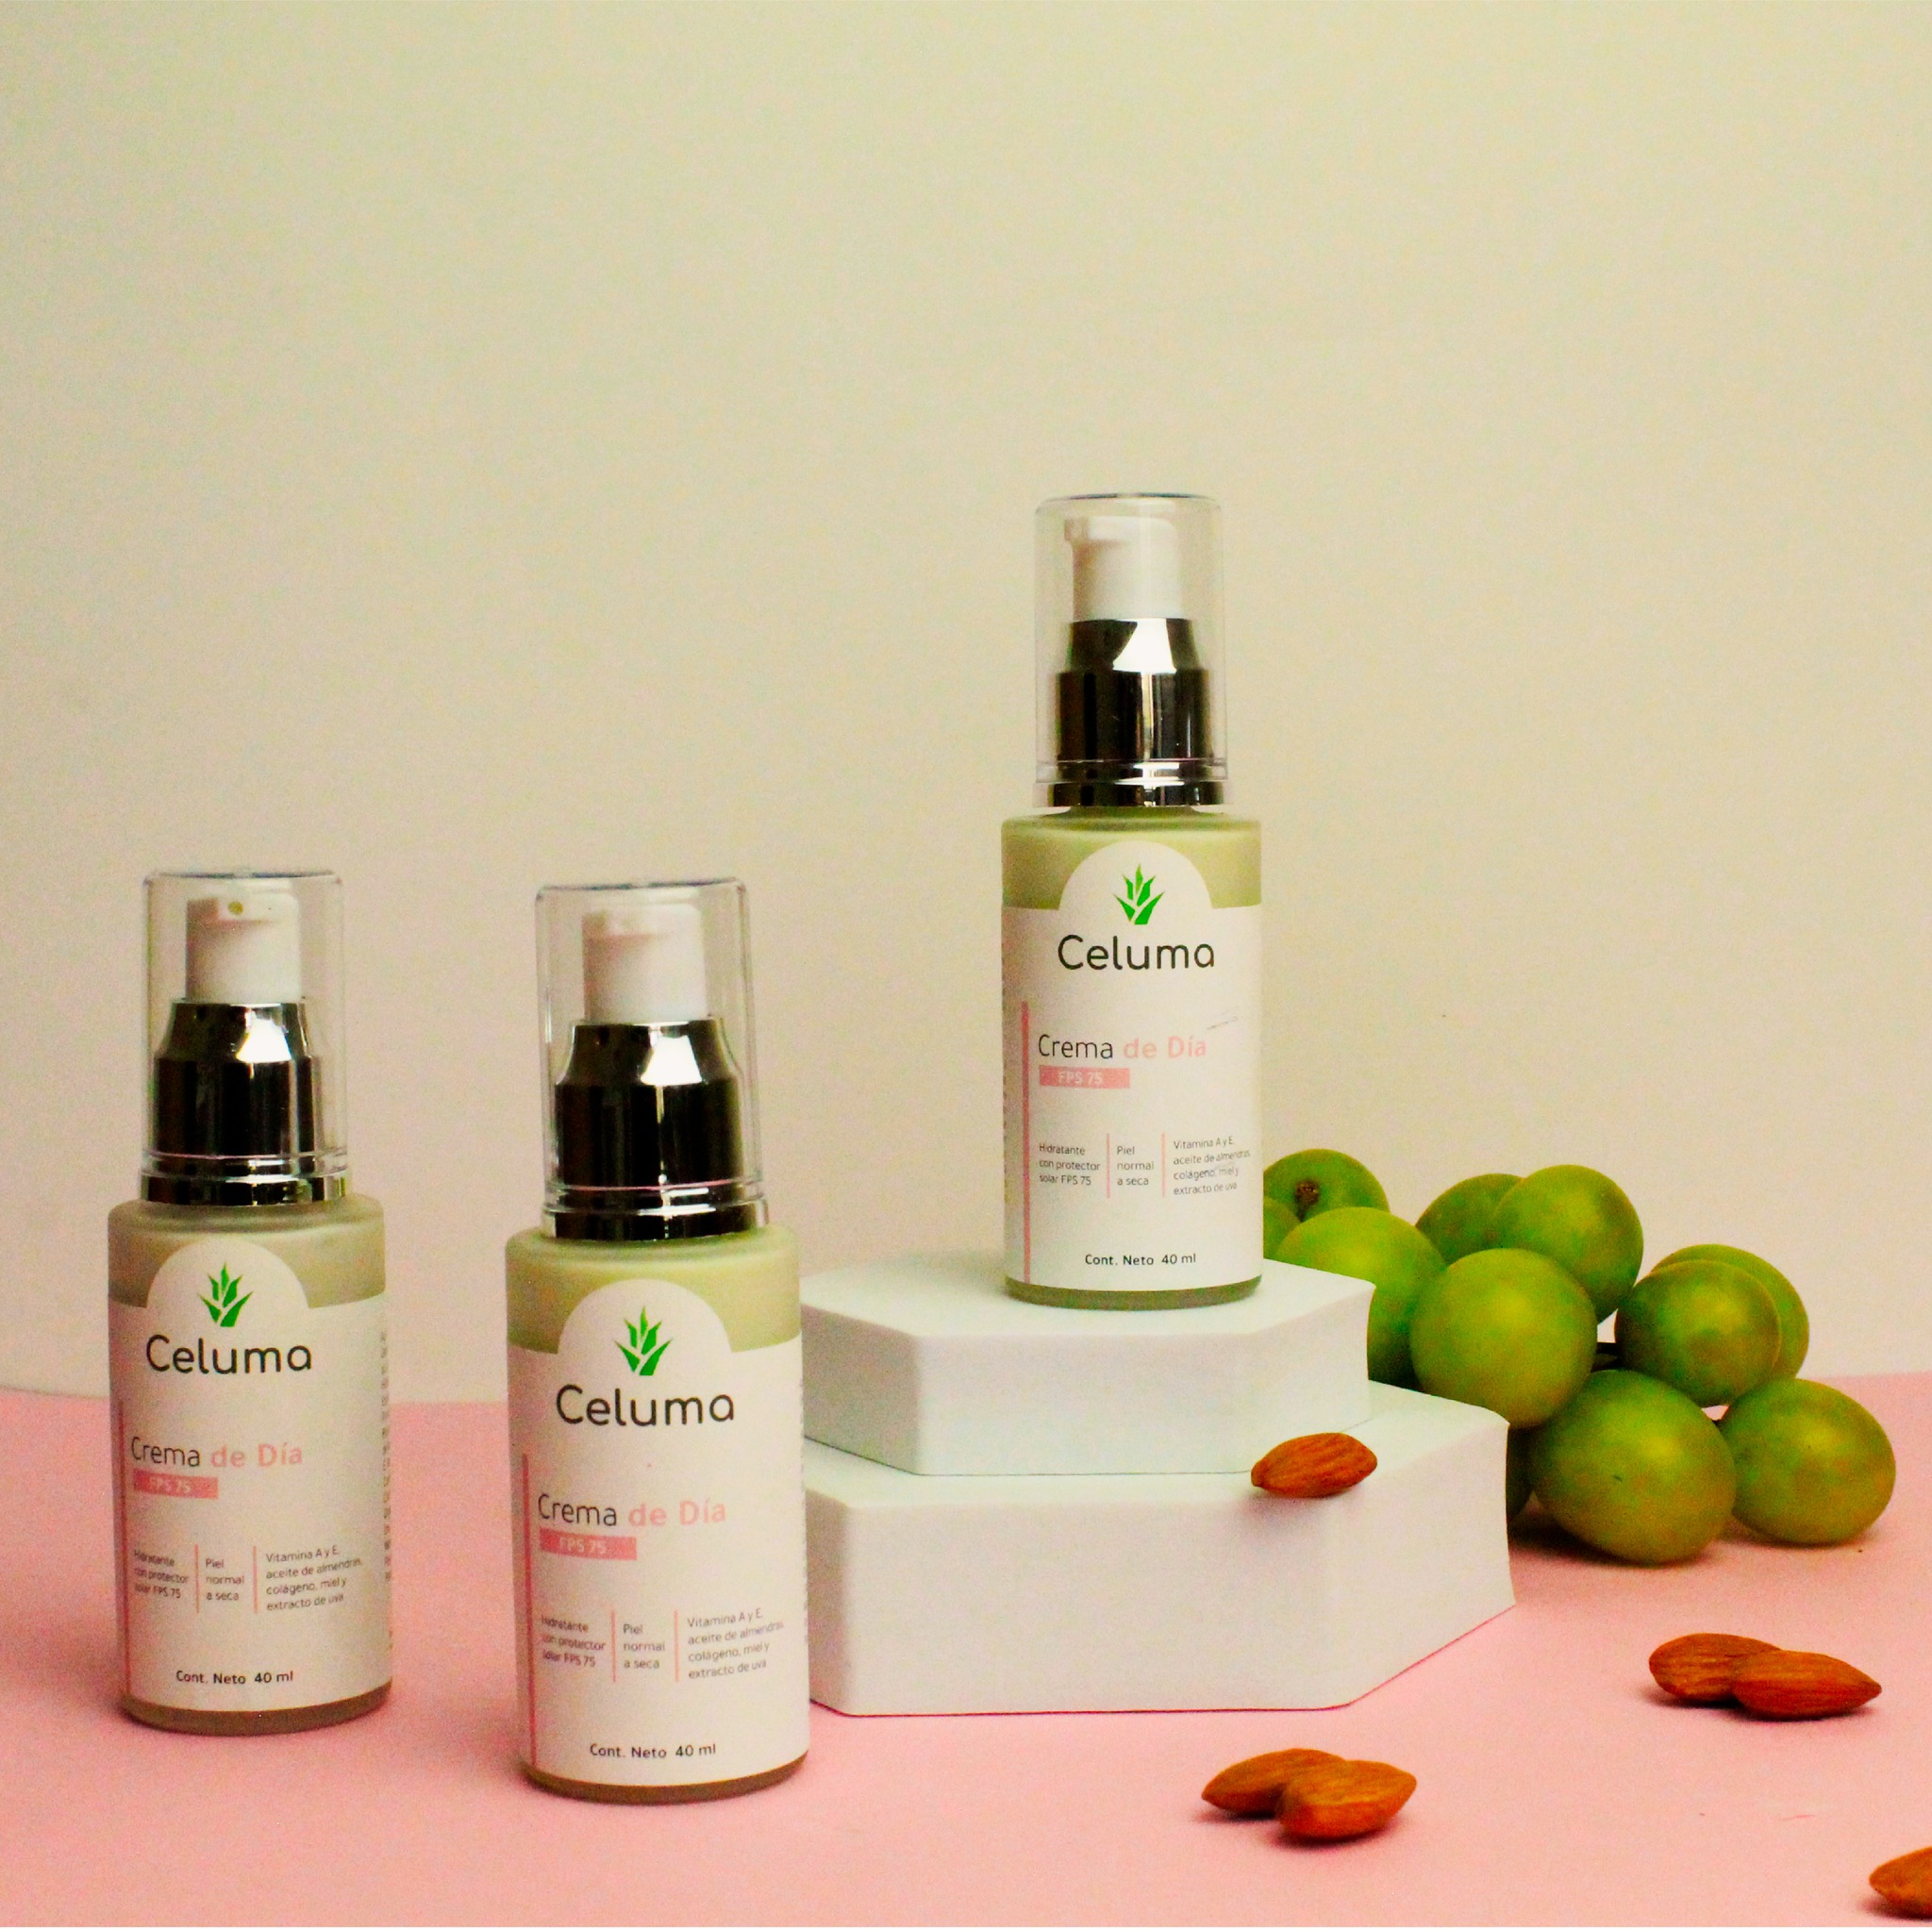 Celuma
Crema de Día
FPS 75
Hidratante
con protector
solar FPS 75
Piel
normal
a seca
Vitamina A y E,
aceite de almendras,
colágeno, miel y
extracto de uva
Cont. Neto 40 ml
Celuma
Crema de Día
FPS 75
Hidratante
con protector
solar FPS 75
Piel
normal
a seca
Vitamina A y E,
aceite de almendras,
colágeno, miel y
extracto de uva
Cont. Neto 40 ml
Celuma
Crema de Día
FPS 75
Hidratante
con protector
solar FPS 75
Piel
normal
a seca
Vitamina A y E,
aceite de almendras,
colágeno, miel y
extracto de uva
Cont. Neto 40 ml